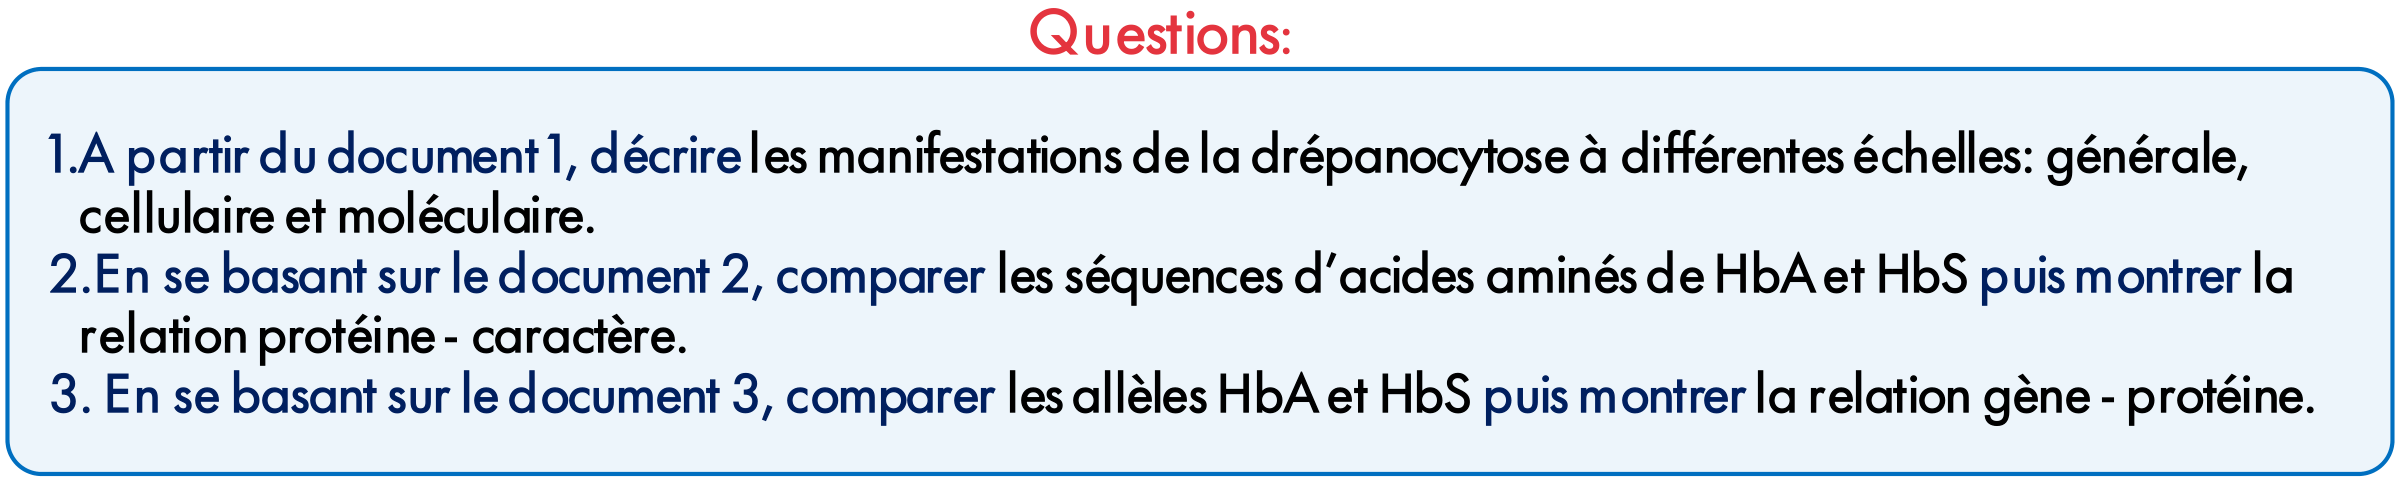 Questions:
1.A partir du document 1, décrire les manifestations de la drépanocytose à différentes échelles: générale,
cellulaire et moléculaire.
2.En se basant sur le document 2, comparer les séquences d’acides aminés de HbA et HbS puis montrer la
relation protéine - caractère.
3. En se basant sur le document 3, comparer les allèles HbA et HbS puis montrer la relation gène - protéine.